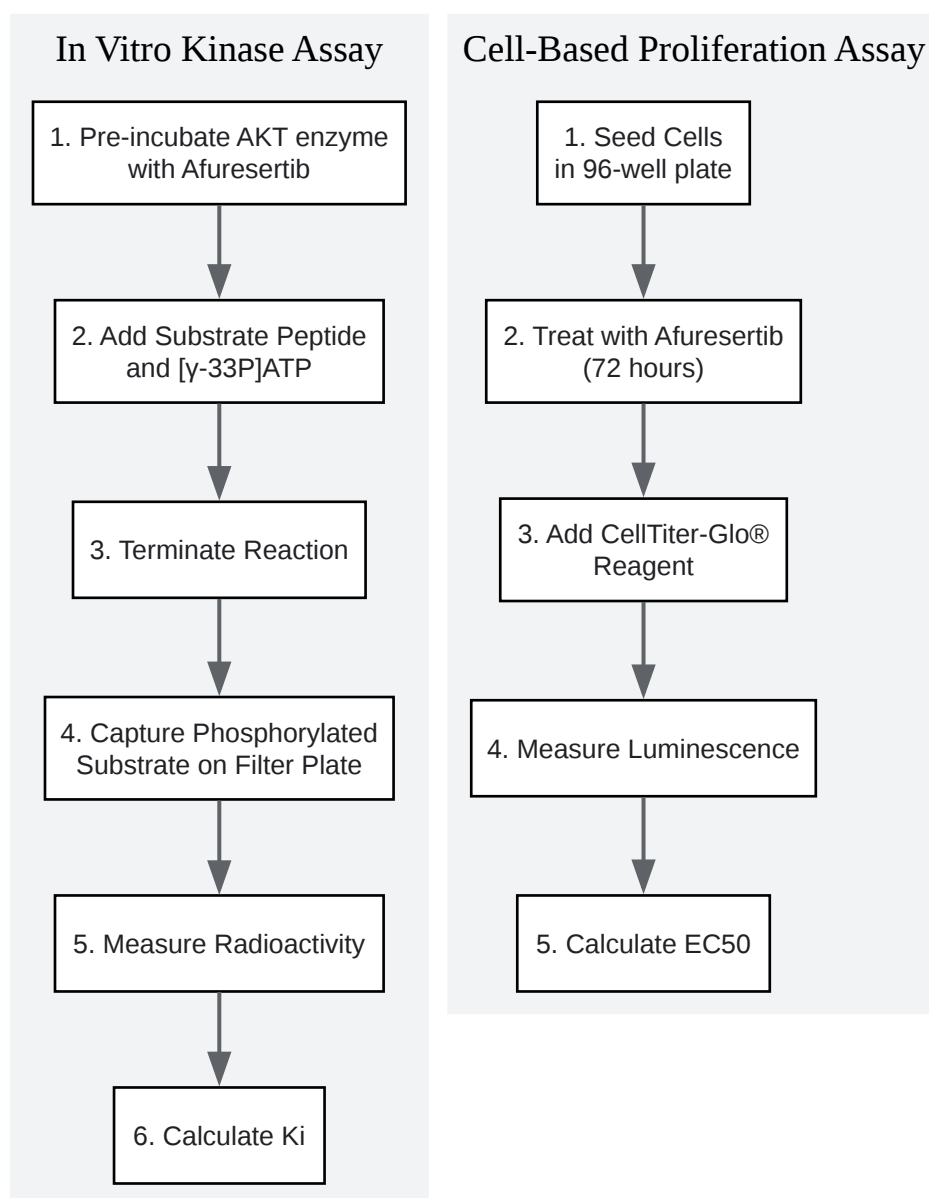 In Vitro Kinase Assay
1. Pre-incubate AKT enzyme
with Afuresertib
2. Add Substrate Peptide
and [γ-33P]ATP
3. Terminate Reaction
4. Capture Phosphorylated
Substrate on Filter Plate
5. Measure Radioactivity
6. Calculate Ki
Cell-Based Proliferation Assay
1. Seed Cells
in 96-well plate
2. Treat with Afuresertib
(72 hours)
3. Add CellTiter-Glo®
Reagent
4. Measure Luminescence
5. Calculate EC50